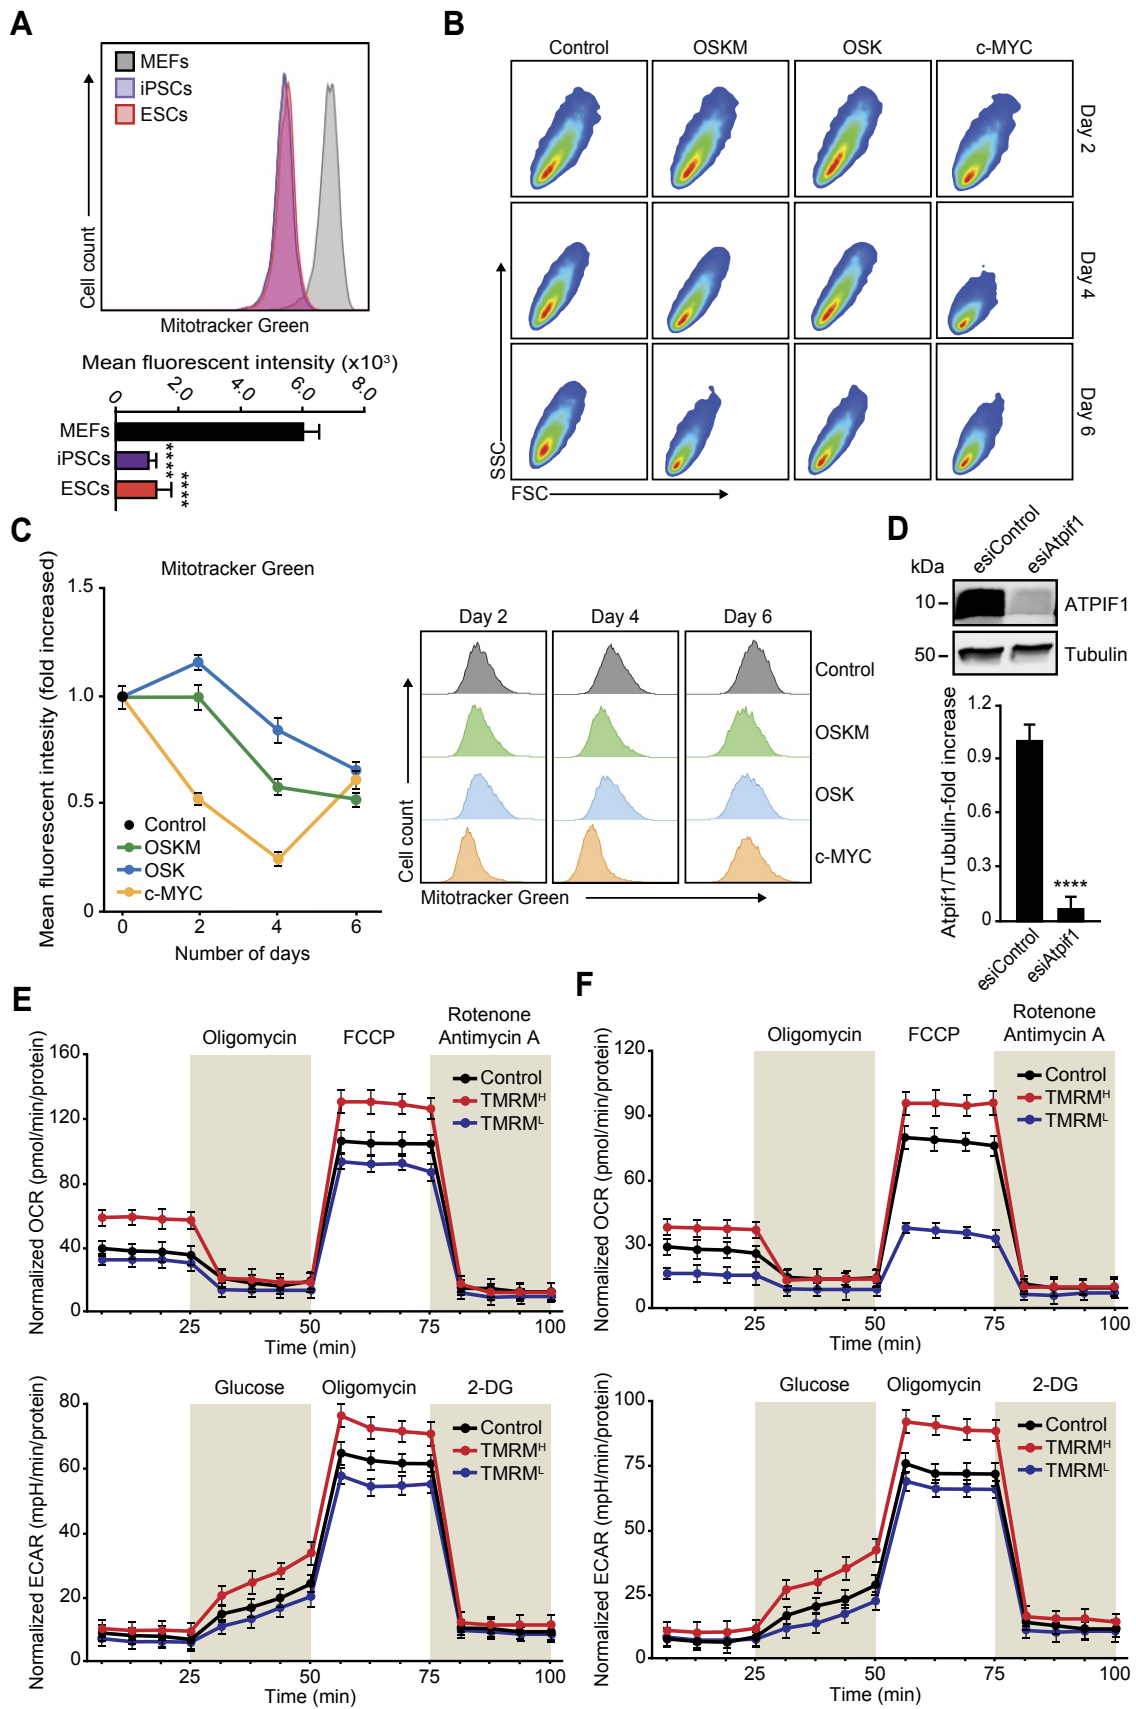 A
MEFs
iPSCs
ESCs
Cell count
Mitotracker Green
Mean fluorescent intensity (x10³)
0 2.0 4.0 6.0 8.0
MEFs
iPSCs
****
ESCs
****
B
Control OSKM OSK c-MYC
Day 2
Day 4
Day 6
SSC
FSC
C
Mitotracker Green
Mean fluorescent intesity (fold increased)
1.5
1.0
0.5
0
Control
OSKM
OSK
c-MYC
0 2 4 6
Number of days
Day 2 Day 4 Day 6
Control
OSKM
OSK
c-MYC
Cell count
Mitotracker Green
D
esiControl esiAtpif1
kDa
10 ATPIF1
50 Tubulin
Atpif1/Tubulin-fold increase
1.2
0.9
0.6
0.3
0
****
esiControl esiAtpif1
E
Oligomycin FCCP Rotenone
Antimycin A
Normalized OCR (pmol/min/protein)
160
120
80
40
0
Control
TMRMᴴ
TMRMᴸ
25 50 75 100
Time (min)
Glucose Oligomycin 2-DG
Normalized ECAR (mpH/min/protein)
80
60
40
20
0
Control
TMRMᴴ
TMRMᴸ
25 50 75 100
Time (min)
F
Oligomycin FCCP Rotenone
Antimycin A
Normalized OCR (pmol/min/protein)
120
90
60
30
0
Control
TMRMᴴ
TMRMᴸ
25 50 75 100
Time (min)
Glucose Oligomycin 2-DG
Normalized ECAR (mpH/min/protein)
100
75
50
25
0
Control
TMRMᴴ
TMRMᴸ
25 50 75 100
Time (min)